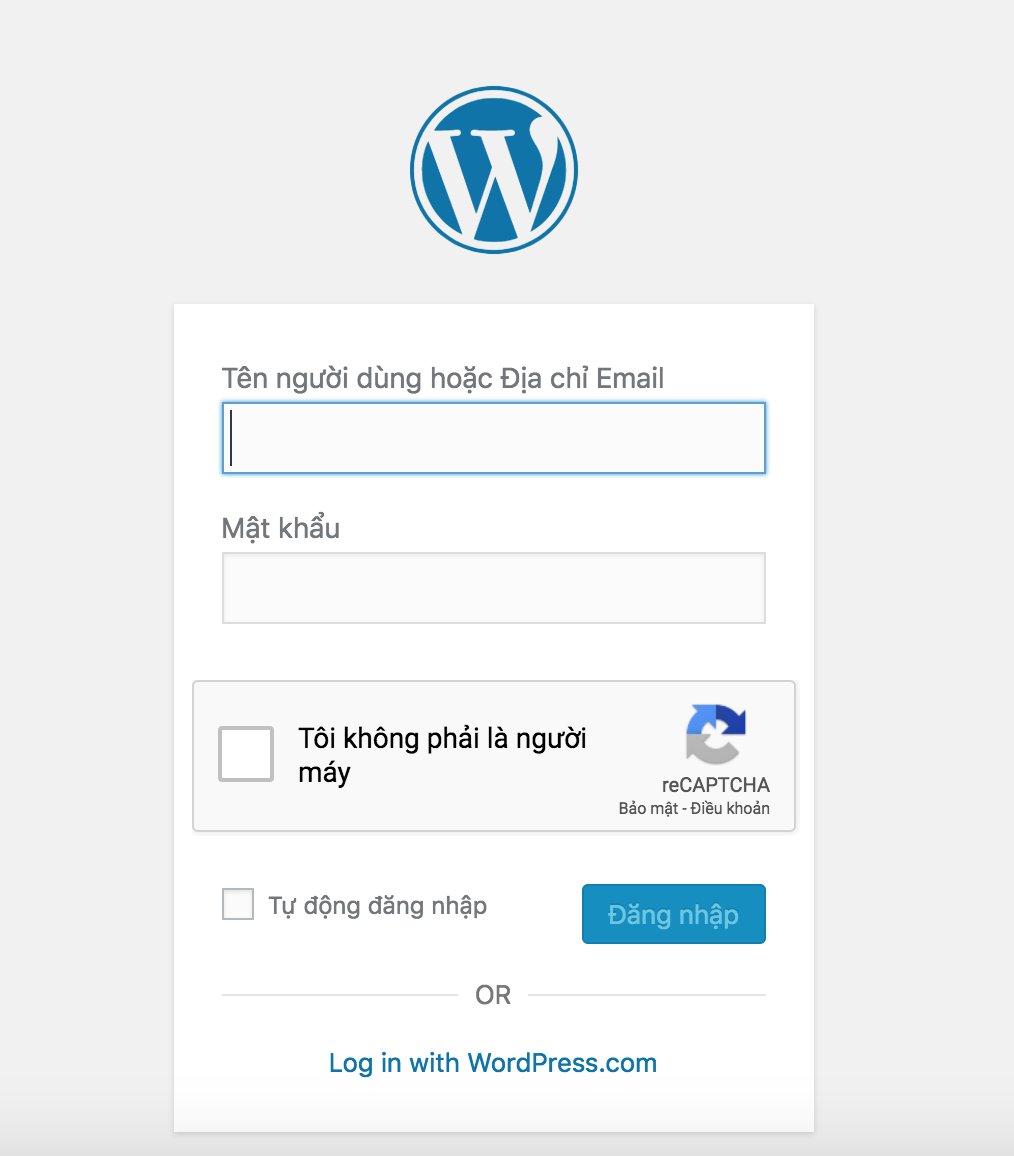 Tên người dùng hoặc Địa chỉ Email
Mật khẩu
Tôi không phải là người
máy
reCAPTCHA
Bảo mật - Điều khoản
Tự động đăng nhập
Đăng nhập
OR
Log in with WordPress.com